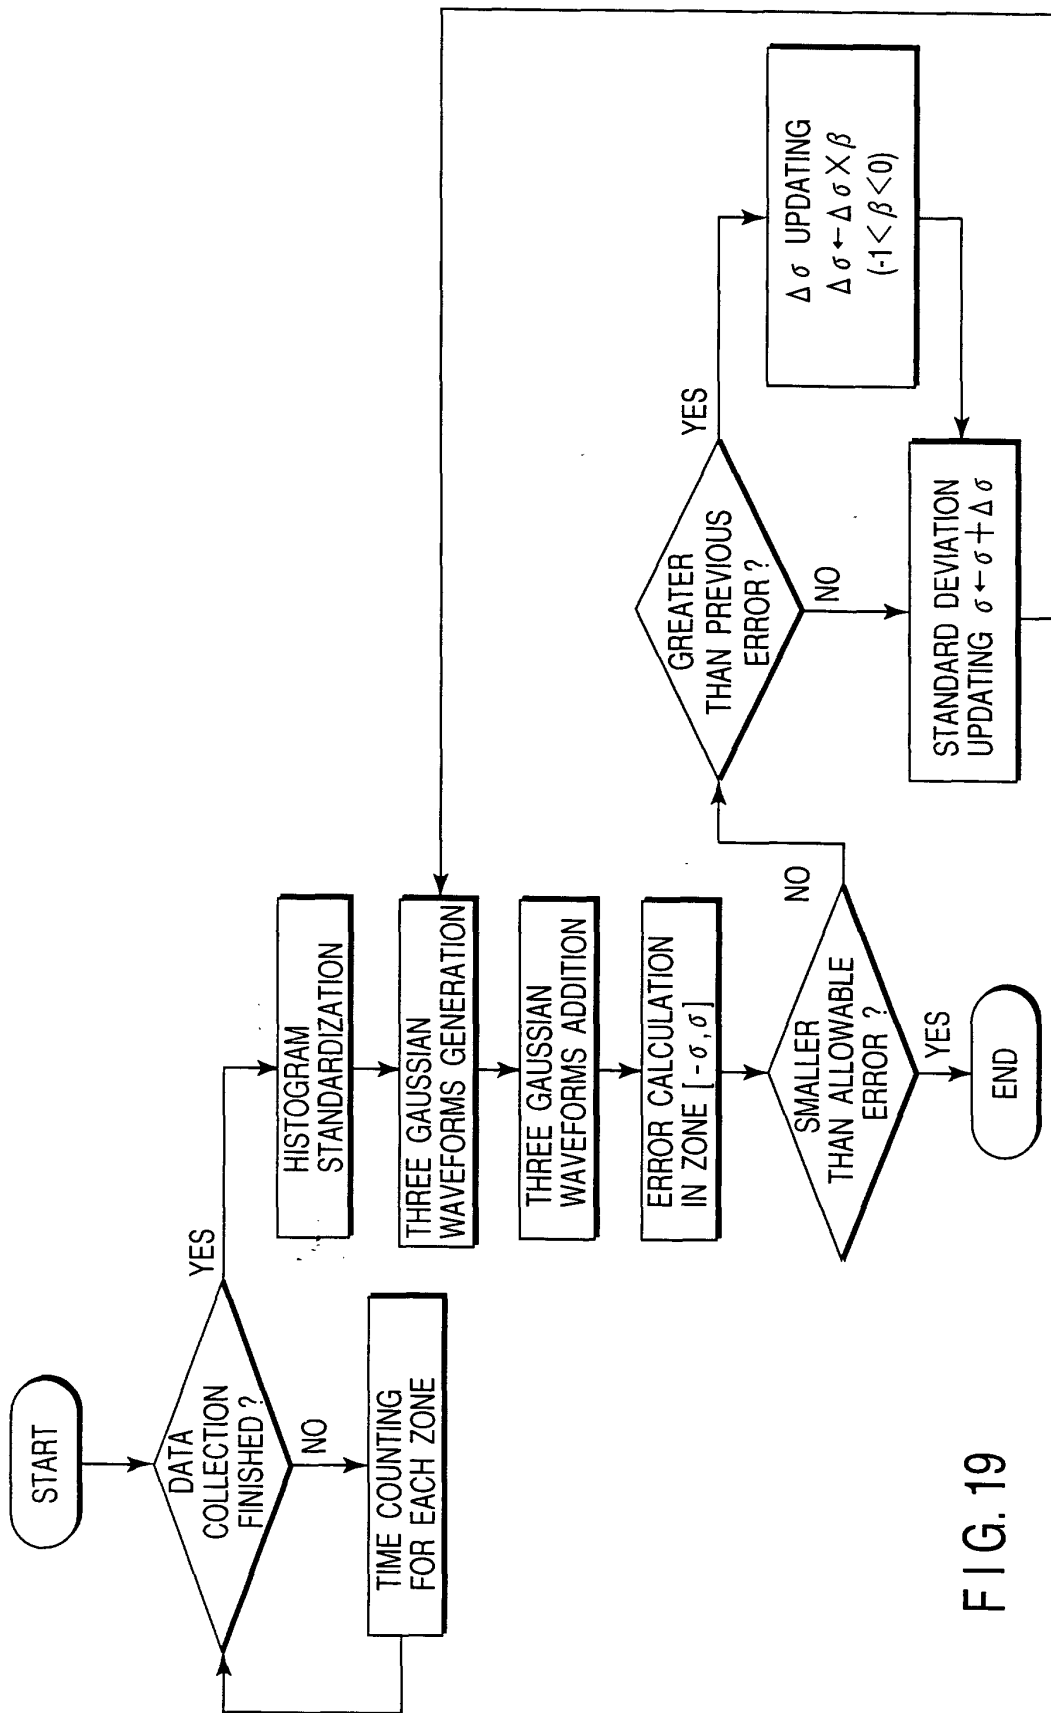 START
DATA
COLLECTION
FINISHED ?
YES
NO
TIME COUNTING
FOR EACH ZONE
HISTOGRAM
STANDARDIZATION
THREE GAUSSIAN
WAVEFORMS GENERATION
THREE GAUSSIAN
WAVEFORMS ADDITION
ERROR CALCULATION
IN ZONE [-σ,σ]
SMALLER
THAN ALLOWABLE
ERROR ?
NO
YES
END
GREATER
THAN PREVIOUS
ERROR ?
YES
NO
Δσ UPDATING
Δσ←Δσ×β
(-1<β<0)
STANDARD DEVIATION
UPDATING σ←σ+Δσ
FIG. 19